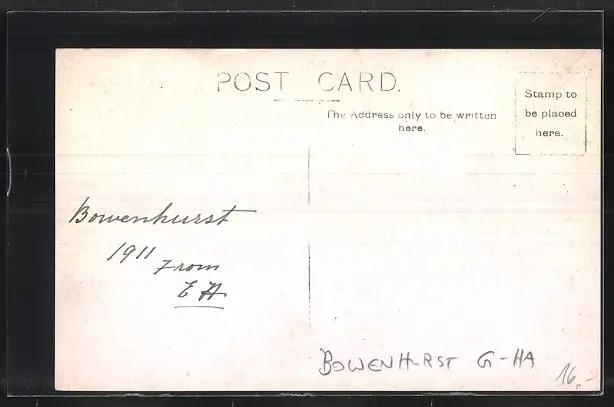 POST CARD.
The Address only to be written
here.
Stamp to
be placed
here.
Bowenhurst
1911
From
E H
BOWENHURST G-HA
16,-